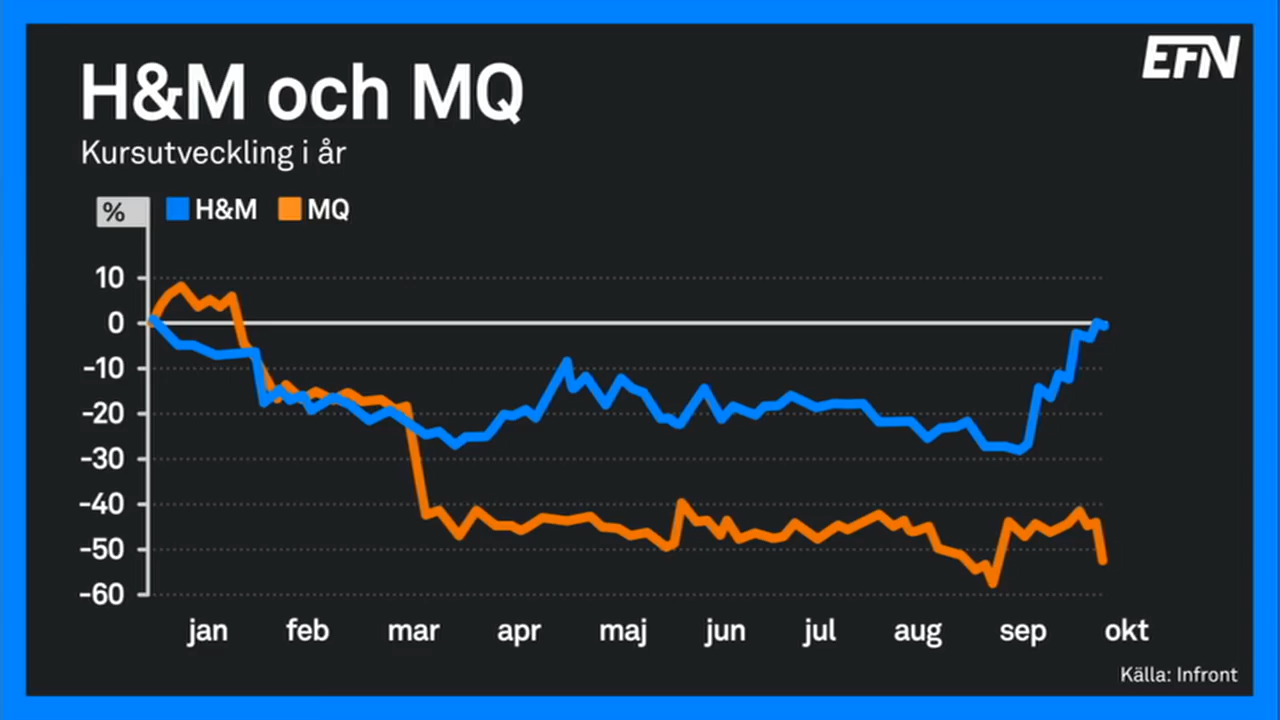 EFN
H&M och MQ
Kursutveckling i år
% H&M MQ
10
0
-10
-20
-30
-40
-50
-60
jan feb mar apr maj jun jul aug sep okt
Källa: Infront